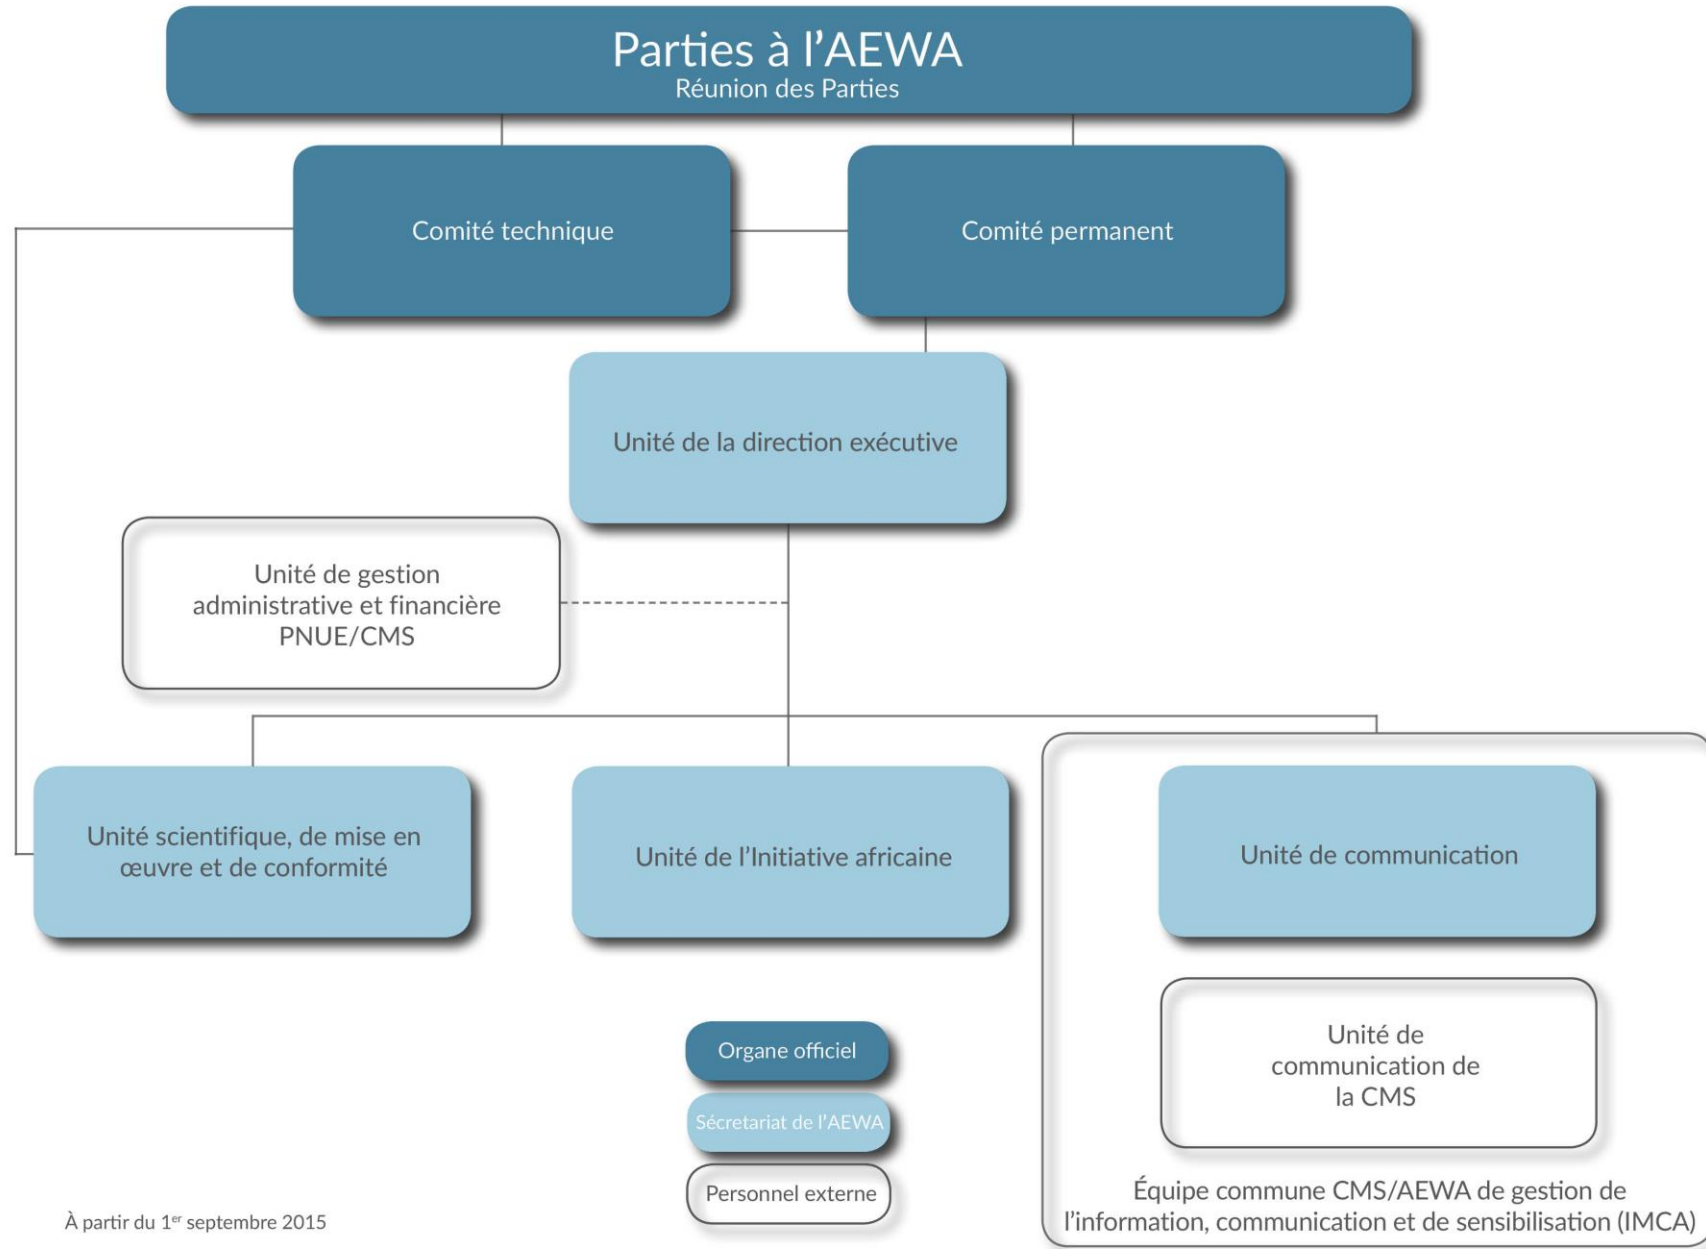 Parties à l’AEWA
Réunion des Parties
Comité technique
Comité permanent
Unité de la direction exécutive
Unité de gestion
administrative et financière
PNUE/CMS
Unité scientifique, de mise en
œuvre et de conformité
Unité de l’Initiative africaine
Unité de communication
Unité de
communication de
la CMS
Équipe commune CMS/AEWA de gestion de
l’information, communication et de sensibilisation (IMCA)
Organe officiel
Sécretariat de l’AEWA
Personnel externe
À partir du 1er septembre 2015